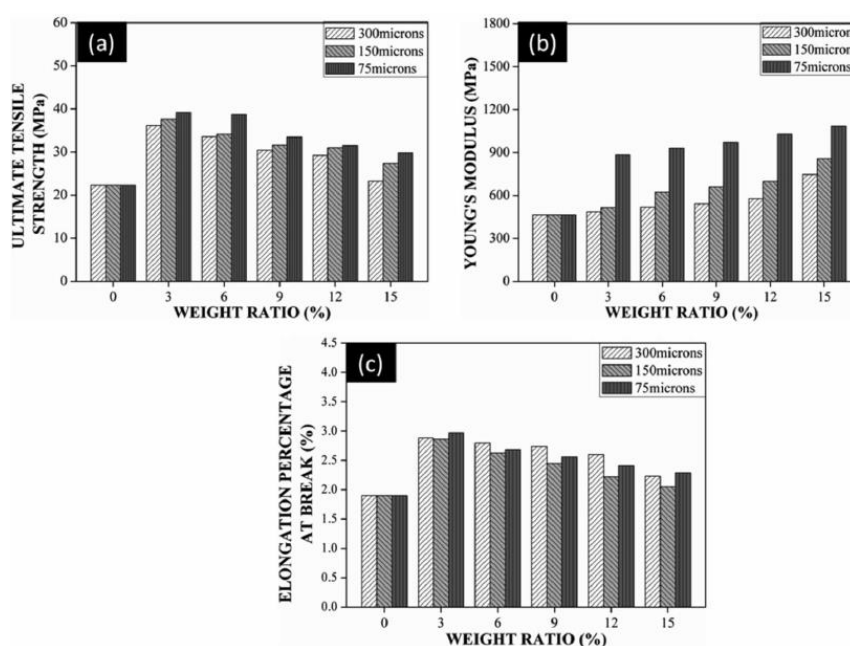 (a)
300microns
150microns
75microns
60
50
40
30
20
10
0
ULTIMATE TENSILE
STRENGTH (MPa)
0 3 6 9 12 15
WEIGHT RATIO (%)
(b)
300microns
150microns
75microns
1800
1500
1200
900
600
300
0
YOUNG'S MODULUS (MPa)
0 3 6 9 12 15
WEIGHT RATIO (%)
(c)
300microns
150microns
75microns
4.5
4.0
3.5
3.0
2.5
2.0
1.5
1.0
0.5
0.0
ELONGATION PERCENTAGE
AT BREAK (%)
0 3 6 9 12 15
WEIGHT RATIO (%)